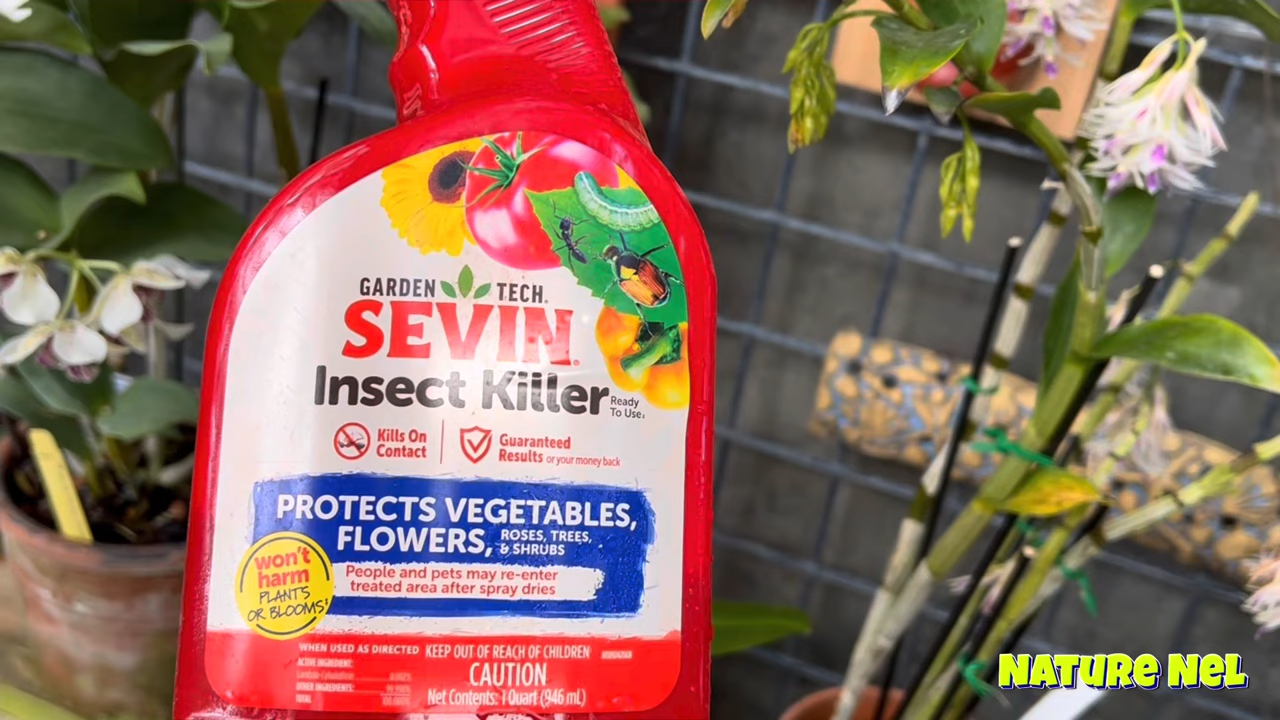 GARDEN TECH.
SEVIN
Insect Killer Ready To Use
Kills On Contact
Guaranteed Results or your money back
PROTECTS VEGETABLES,
FLOWERS, ROSES, TREES, & SHRUBS
won't harm PLANTS OR BLOOMS
People and pets may re-enter
treated area after spray dries
WHEN USED AS DIRECTED KEEP OUT OF REACH OF CHILDREN
ACTIVE INGREDIENT:
CAUTION
OTHER INGREDIENTS:
TOTAL
Net Contents: 1 Quart (946 mL)
NATURE NEL